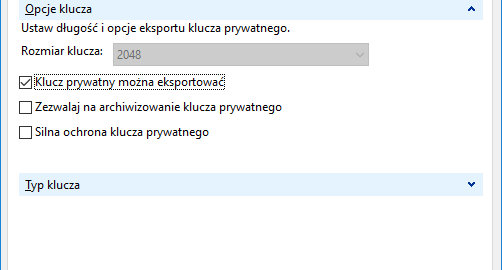 Opcje klucza
Ustaw długość i opcje eksportu klucza prywatnego.
Rozmiar klucza: 2048
Klucz prywatny można eksportować
Zezwalaj na archiwizowanie klucza prywatnego
Silna ochrona klucza prywatnego
Typ klucza